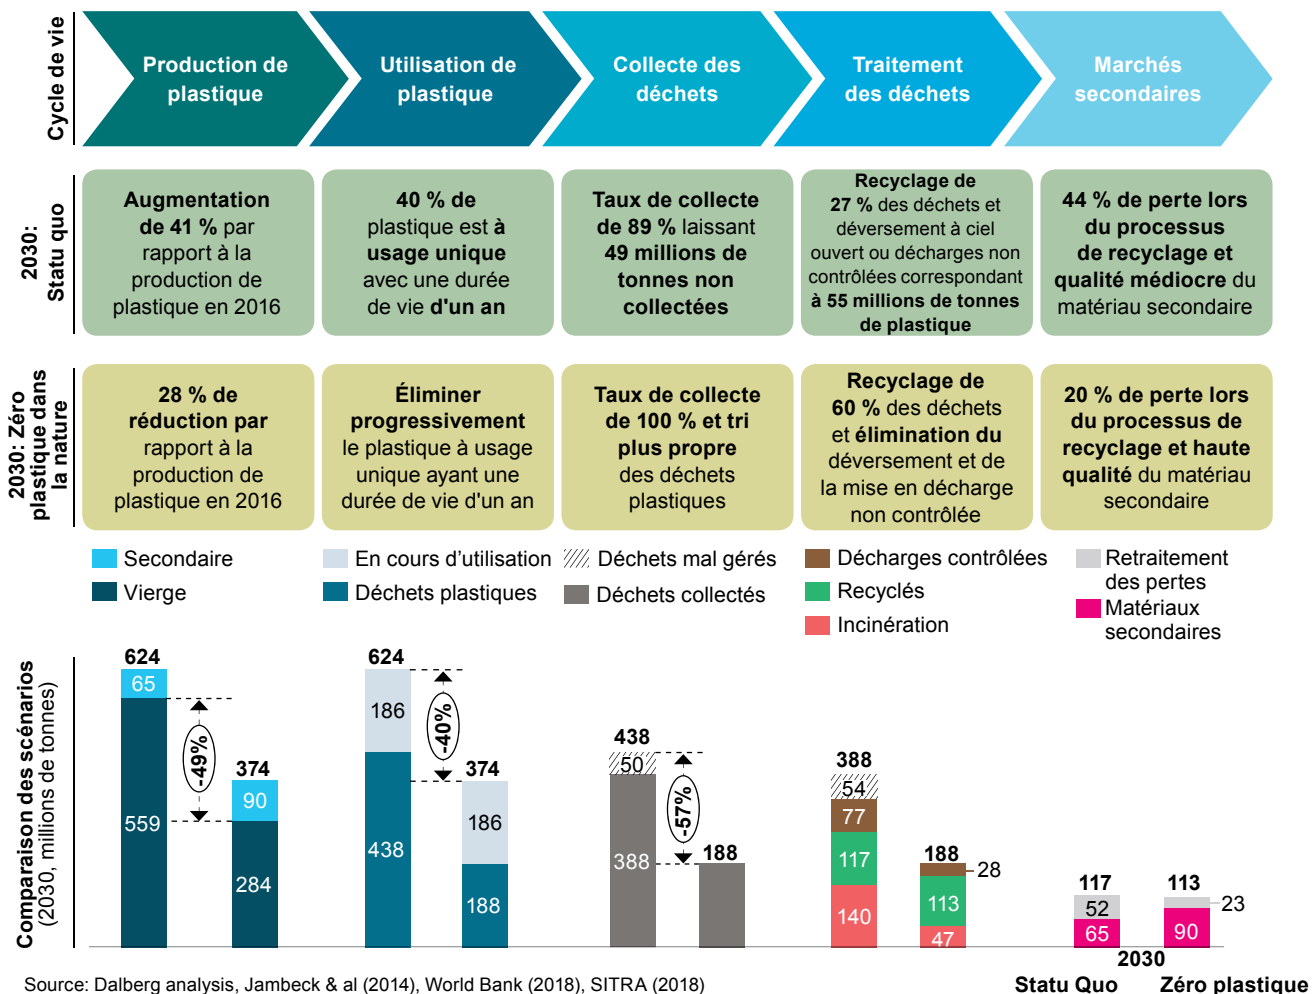 Cycle de vie
Production de
plastique
Utilisation de
plastique
Collecte des
déchets
Traitement
des déchets
Marchés
secondaires
2030:
Statu quo
Augmentation
de 41 % par
rapport à la
production de
plastique en 2016
40 % de
plastique est à
usage unique
avec une durée
de vie d'un an
Taux de collecte
de 89 % laissant
49 millions de
tonnes non
collectées
Recyclage de
27 % des déchets et
déversement à ciel
ouvert ou décharges non
contrôlées correspondant
à 55 millions de tonnes
de plastique
44 % de perte lors
du processus
de recyclage et
qualité médiocre du
matériau secondaire
2030: Zéro
plastique dans
la nature
28 % de
réduction par
rapport à la
production de
plastique en 2016
Éliminer
progressivement
le plastique à usage
unique ayant une
durée de vie d'un an
Taux de collecte
de 100 % et tri
plus propre
des déchets
plastiques
Recyclage de
60 % des déchets
et élimination du
déversement et de
la mise en décharge
non contrôlée
20 % de perte lors
du processus de
recyclage et haute
qualité du matériau
secondaire
Secondaire
Vierge
En cours d’utilisation
Déchets plastiques
Déchets mal gérés
Déchets collectés
Décharges contrôlées
Recyclés
Incinération
Retraitement
des pertes
Matériaux
secondaires
Comparaison des scénarios
(2030, millions de tonnes)
624
65
559
-49%
374
90
284
624
186
438
-40%
374
186
188
438
50
388
-57%
188
388
54
77
117
140
188
28
113
47
117
52
65
113
23
90
2030
Statu Quo
Zéro plastique
Source: Dalberg analysis, Jambeck & al (2014), World Bank (2018), SITRA (2018)